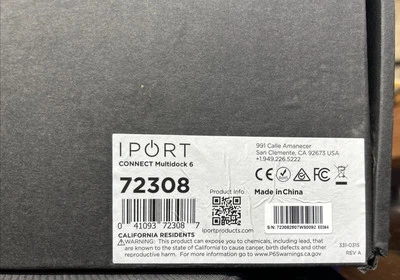 IPORT
CONNECT Multidock 6
72308
0 41093 72308 7
Product Info
iportproducts.com
991 Calle Amanecer
San Clemente, CA 92673 USA
+1.949.226.5222
CE
Made in China
CALIFORNIA RESIDENTS
WARNING: This product can expose you to chemicals, including lead, that
are known to the state of California to cause cancer, birth defects and other
reproductive harm. For more information go to www.P65warnings.ca.gov
331-0315
REV A